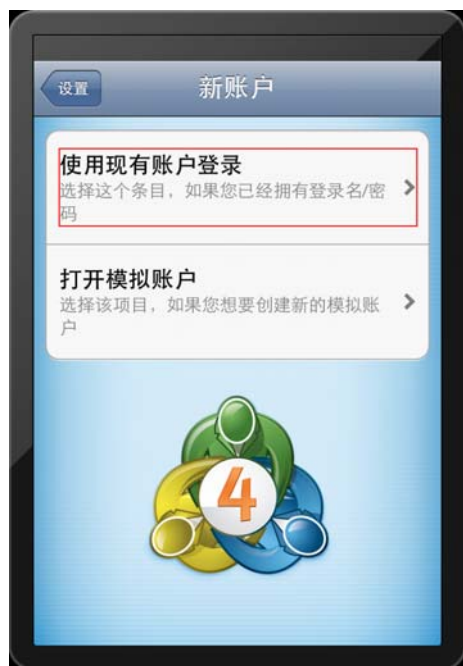 设置
新账户
使用现有账户登录
选择这个条目，如果您已经拥有登录名/密
码
打开模拟账户
选择该项目，如果您想要创建新的模拟账
户
4